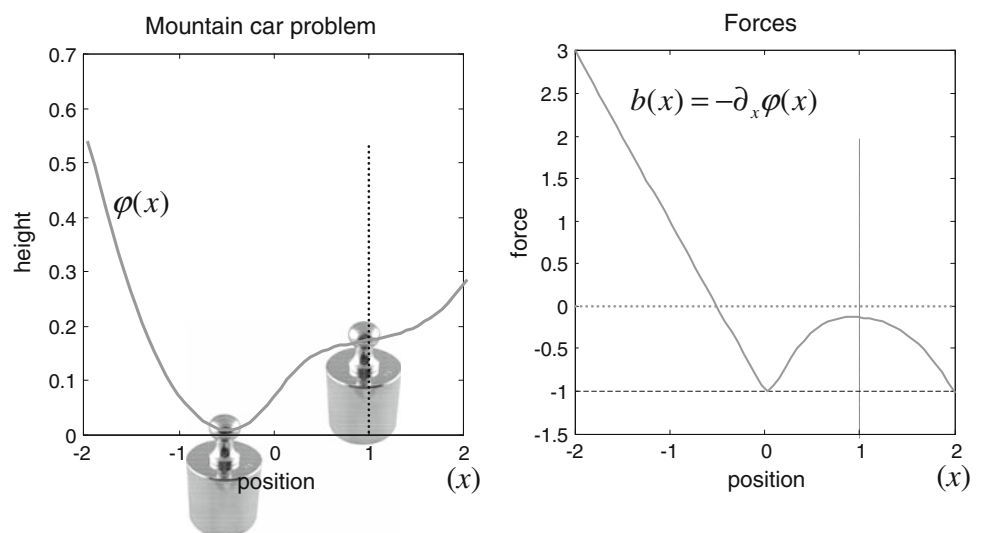 Mountain car problem
0.7
0.6
0.5
0.4
0.3
0.2
0.1
0
height
φ(x)
-2 -1 0 1 2
position
(x)
Forces
3
2.5
2
1.5
1
0.5
0
-0.5
-1
-1.5
force
b(x) = −∂ₓφ(x)
-2 -1 0 1 2
position
(x)